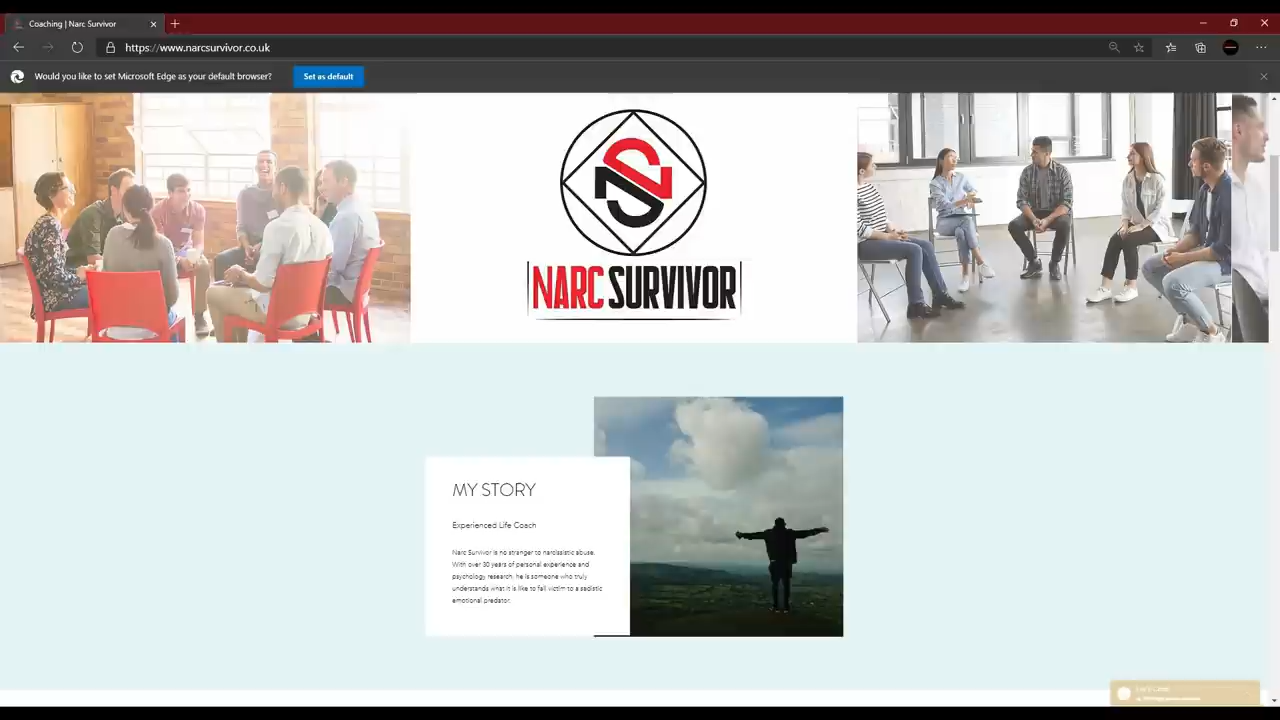 Coaching | Narc Survivor
https://www.narcsurvivor.co.uk
Would you like to set Microsoft Edge as your default browser?
Set as default
NARC SURVIVOR
MY STORY
Experienced Life Coach
Narc Survivor is no stranger to narcissistic abuse.
With over 30 years of personal experience and
psychology research; he is someone who truly
understands what it is like to fall victim to a sadistic
emotional predator.
Let's Chat!